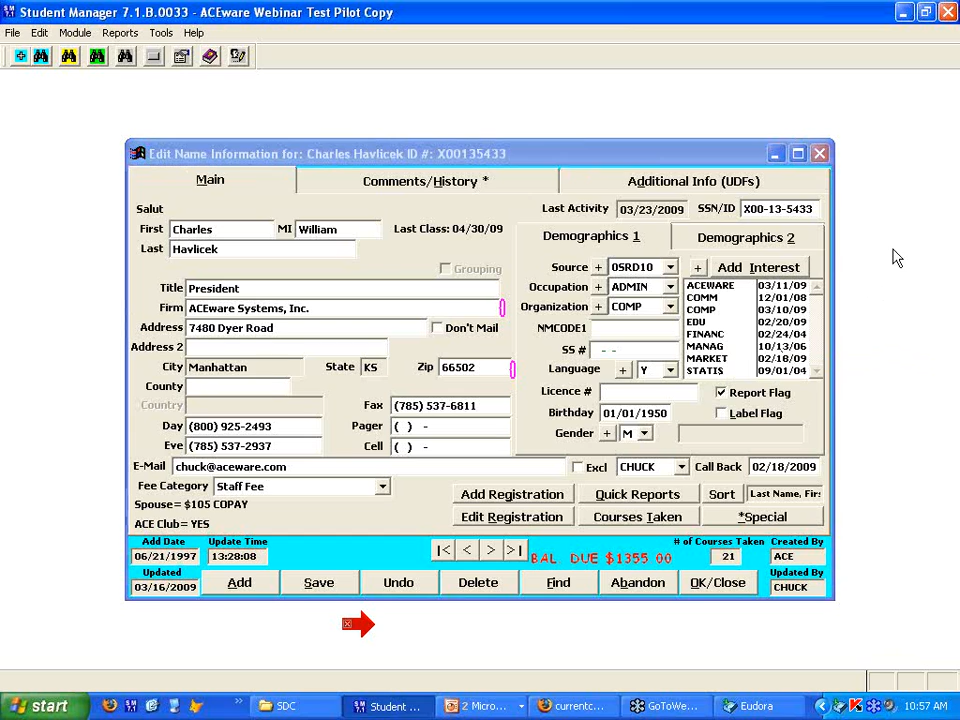 Student Manager 7.1.B.0033 - ACEware Webinar Test Pilot Copy
File Edit Module Reports Tools Help
Edit Name Information for: Charles Havlicek ID #: X00135433
Main Comments/History * Additional Info (UDFs)
Salut Last Activity 03/23/2009 SSN/ID X00-13-5433
First Charles MI William Last Class: 04/30/09 Demographics 1 Demographics 2
Last Havlicek
Grouping Source + 0SRD10 + Add Interest
Title President Occupation + ADMIN ACEWARE 03/11/09
COMM 12/01/08
Firm ACEware Systems, Inc. Organization + COMP COMP 03/10/09
EDU 02/20/09
Address 7480 Dyer Road Don't Mail NMCODE1 FINANC 02/24/04
Address 2 SS # - - MANAG 10/13/06
MARKET 02/18/09
City Manhattan State KS Zip 66502 Language + Y STATIS 09/01/04
County Licence # Report Flag
Country Fax (785) 537-6811 Birthday 01/01/1950 Label Flag
Day (800) 925-2493 Pager ( ) - Gender + M
Eve (785) 537-2937 Cell ( ) -
E-Mail chuck@aceware.com Excl CHUCK Call Back 02/18/2009
Fee Category Staff Fee Add Registration Quick Reports Sort Last Name, Firs
Spouse= $105 COPAY
ACE Club= YES Edit Registration Courses Taken *Special
Add Date Update Time # of Courses Taken Created By
06/21/1997 13:28:08 |< < > >| BAL DUE $1355.00 21 ACE
Updated Updated By
03/16/2009 Add Save Undo Delete Find Abandon OK/Close CHUCK
start SDC Student ... 2 Micro... currentc... GoToWe... Eudora 10:57 AM